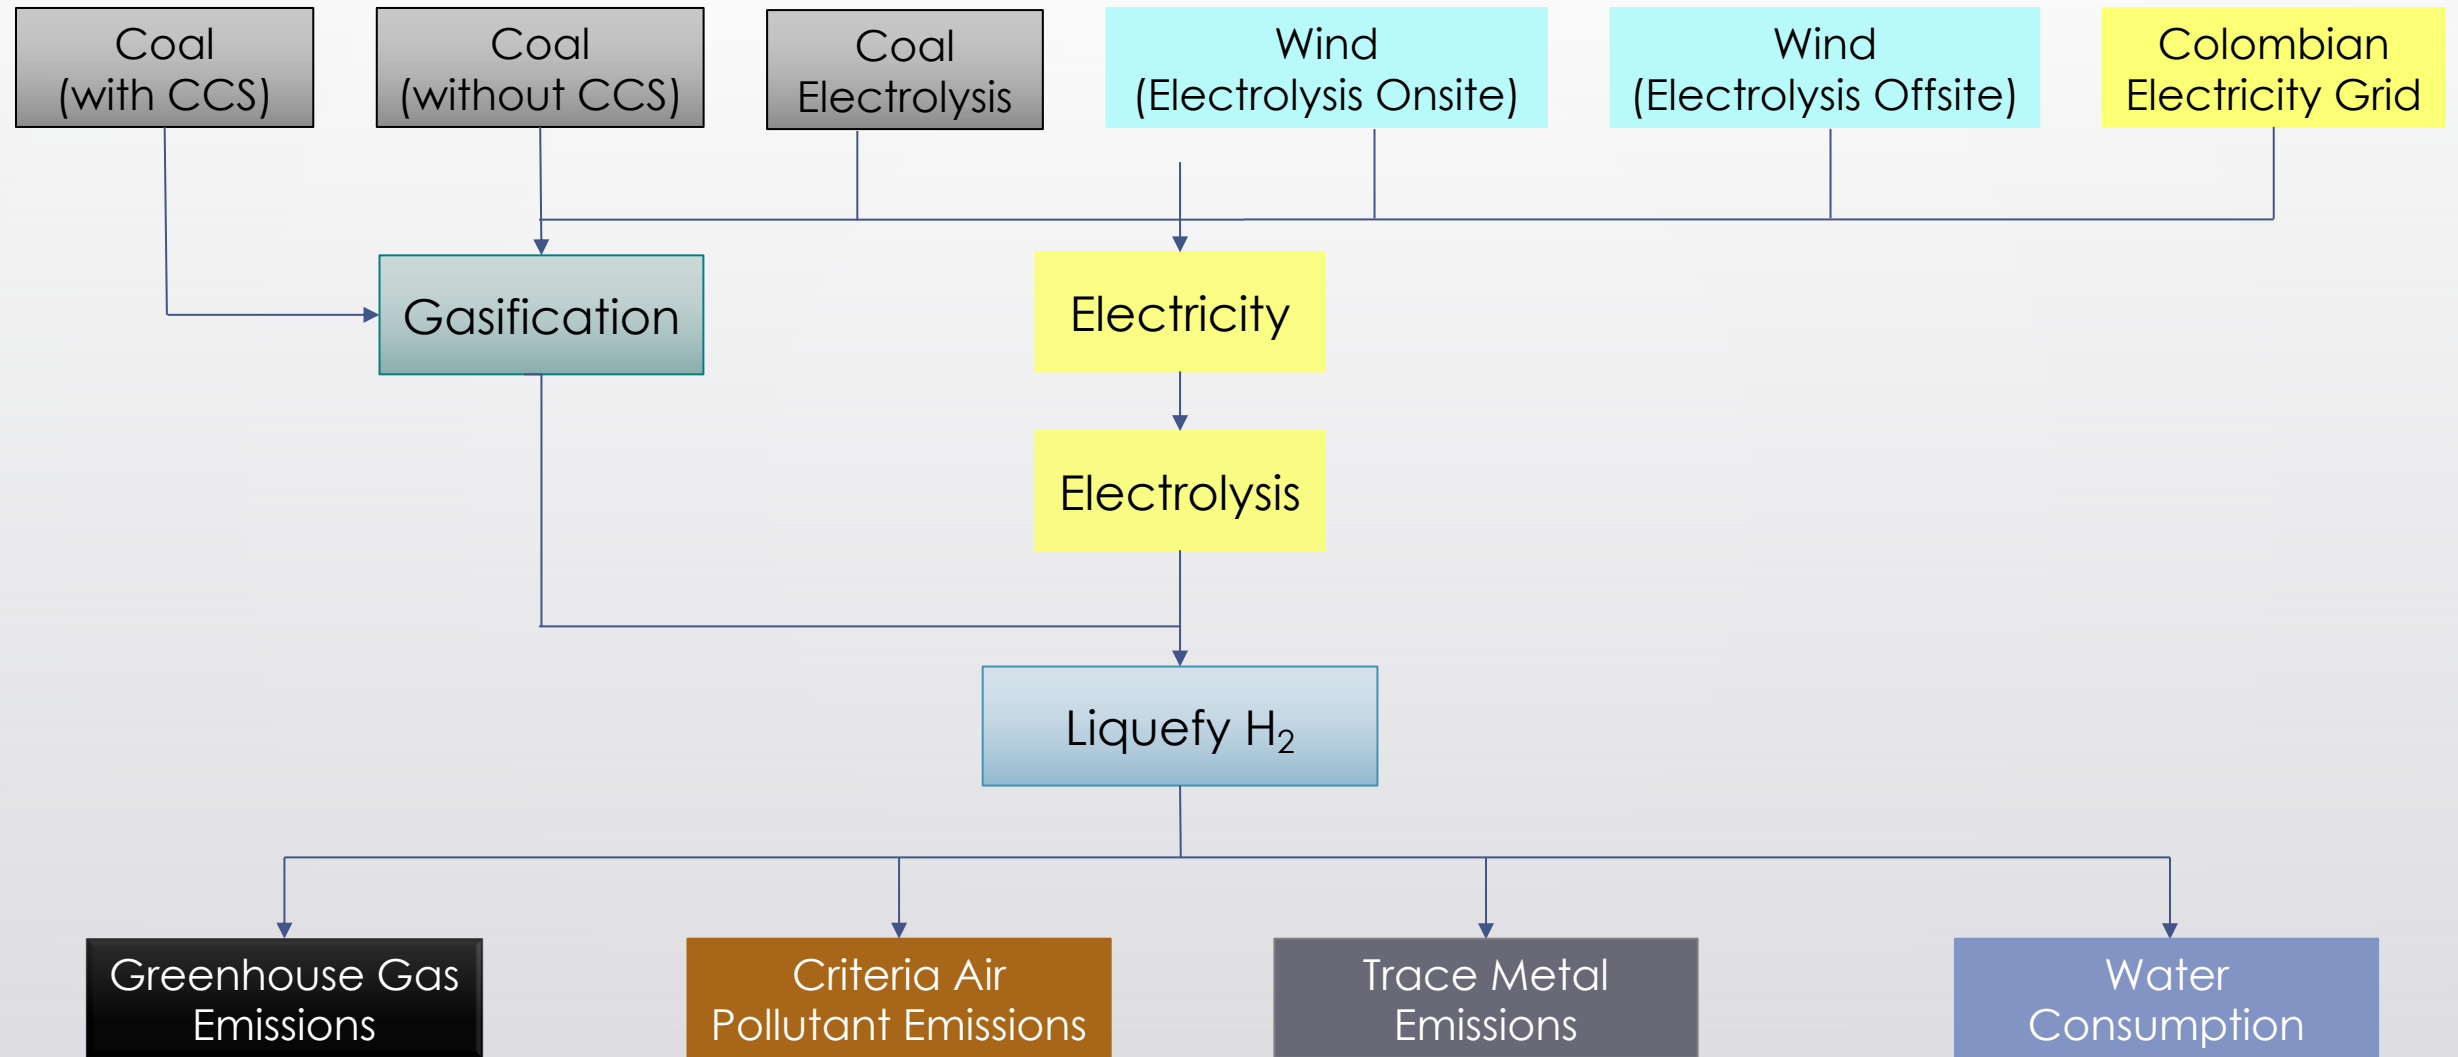 Coal
(with CCS)
Coal
(without CCS)
Coal
Electrolysis
Wind
(Electrolysis Onsite)
Wind
(Electrolysis Offsite)
Colombian
Electricity Grid
Gasification
Electricity
Electrolysis
Liquefy H₂
Greenhouse Gas
Emissions
Criteria Air
Pollutant Emissions
Trace Metal
Emissions
Water
Consumption